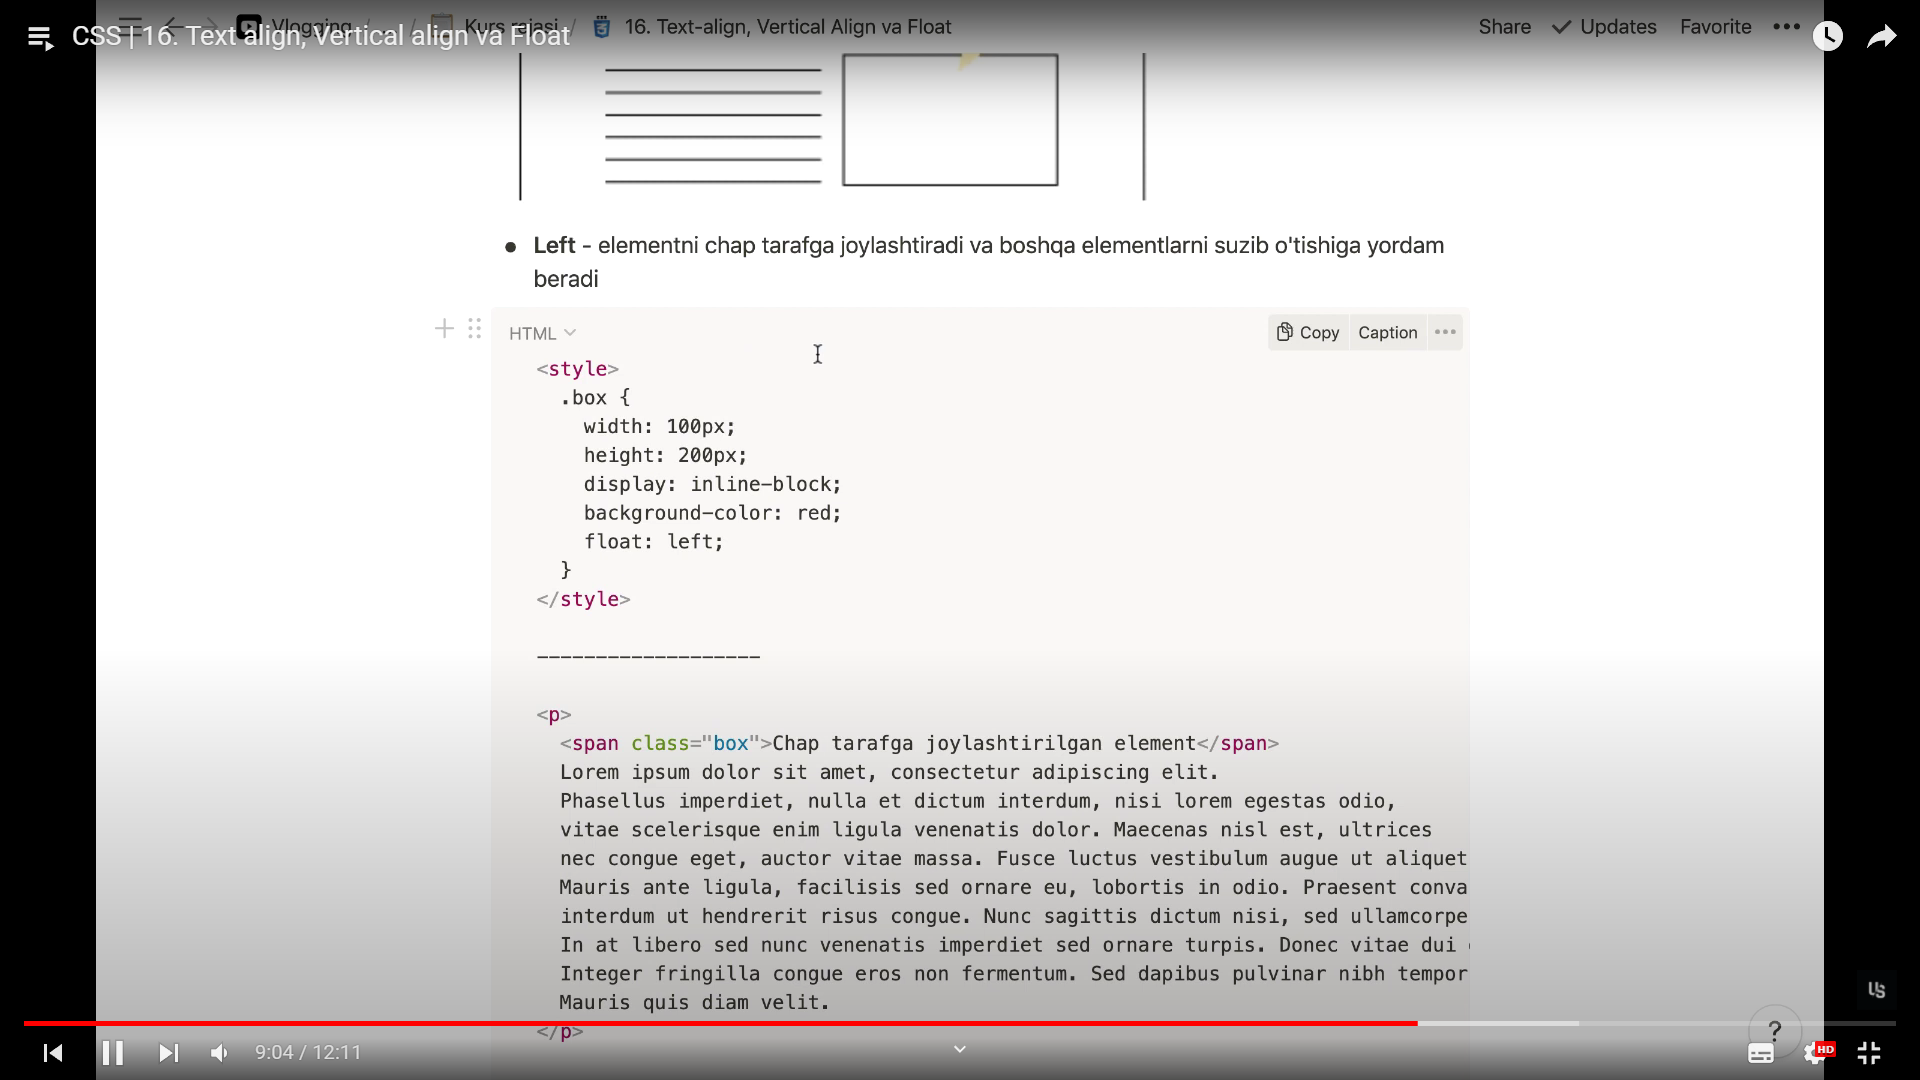 CSS | 16. Text align, Vertical align va Float
Vlogging / ... / Kurs rejasi / 16. Text-align, Vertical Align va Float
Share Updates Favorite
Left - elementni chap tarafga joylashtiradi va boshqa elementlarni suzib o'tishiga yordam
beradi
HTML
Copy Caption
<style>
.box {
width: 100px;
height: 200px;
display: inline-block;
background-color: red;
float: left;
}
</style>
-------------------
<p>
<span class="box">Chap tarafga joylashtirilgan element</span>
Lorem ipsum dolor sit amet, consectetur adipiscing elit.
Phasellus imperdiet, nulla et dictum interdum, nisi lorem egestas odio,
vitae scelerisque enim ligula venenatis dolor. Maecenas nisl est, ultrices
nec congue eget, auctor vitae massa. Fusce luctus vestibulum augue ut aliquet
Mauris ante ligula, facilisis sed ornare eu, lobortis in odio. Praesent conva
interdum ut hendrerit risus congue. Nunc sagittis dictum nisi, sed ullamcorpe
In at libero sed nunc venenatis imperdiet sed ornare turpis. Donec vitae dui
Integer fringilla congue eros non fermentum. Sed dapibus pulvinar nibh tempor
Mauris quis diam velit.
</p>
?
9:04 / 12:11
HD